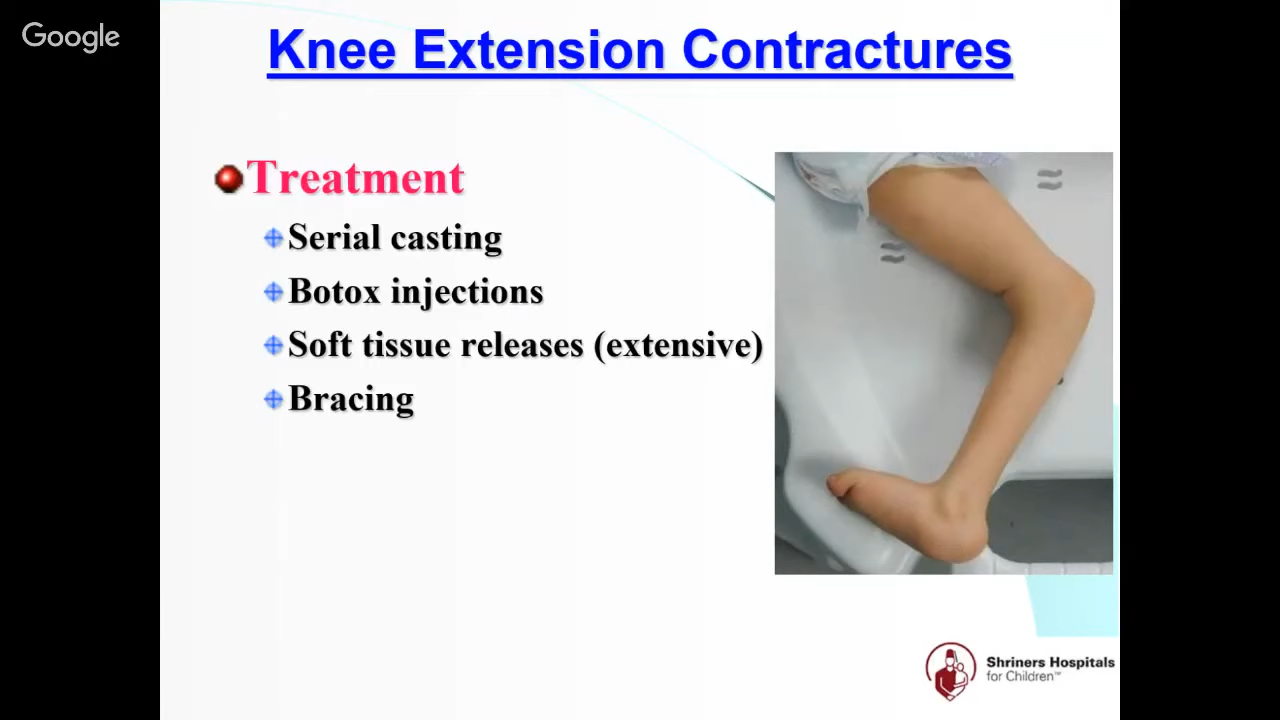 Google
Knee Extension Contractures
Treatment
Serial casting
Botox injections
Soft tissue releases (extensive)
Bracing
Shriners Hospitals
for Children™